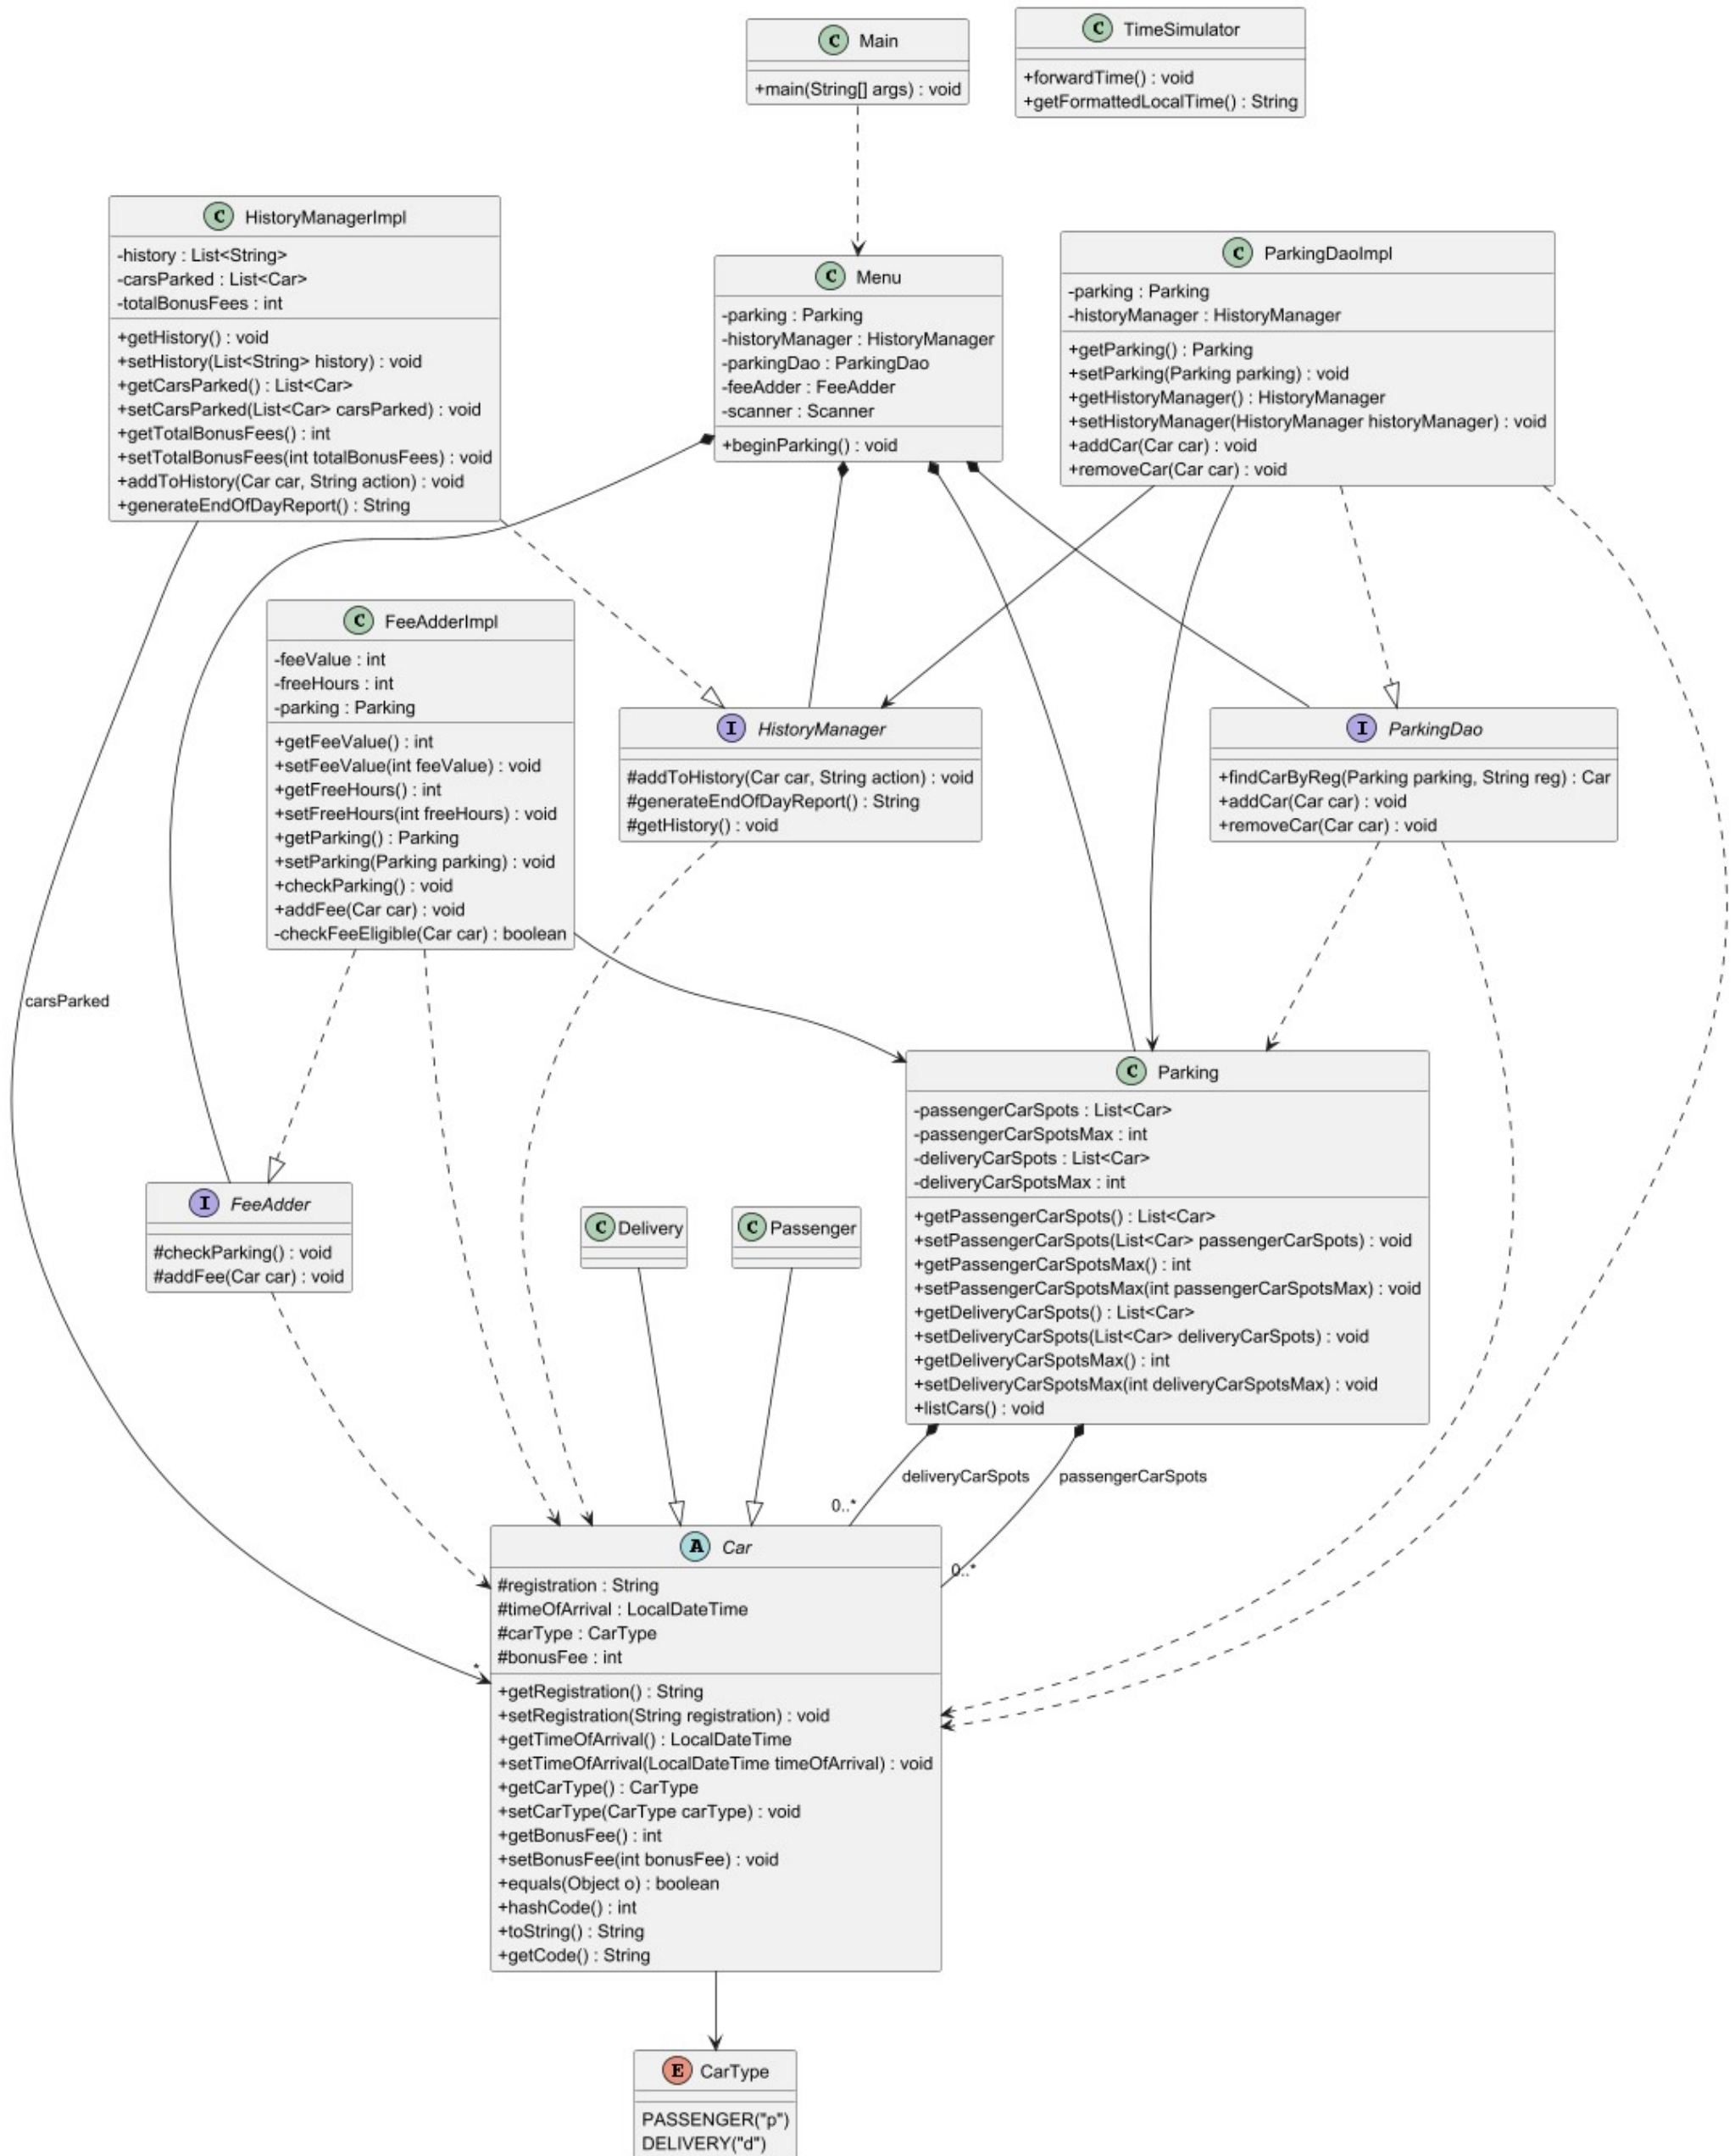 C Main
+main(String[] args) : void
C TimeSimulator
+forwardTime() : void
+getFormattedLocalTime() : String
C HistoryManagerImpl
-history : List<String>
-carsParked : List<Car>
-totalBonusFees : int
+getHistory() : void
+setHistory(List<String> history) : void
+getCarsParked() : List<Car>
+setCarsParked(List<Car> carsParked) : void
+getTotalBonusFees() : int
+setTotalBonusFees(int totalBonusFees) : void
+addToHistory(Car car, String action) : void
+generateEndOfDayReport() : String
C Menu
-parking : Parking
-historyManager : HistoryManager
-parkingDao : ParkingDao
-feeAdder : FeeAdder
-scanner : Scanner
+beginParking() : void
C ParkingDaoImpl
-parking : Parking
-historyManager : HistoryManager
+getParking() : Parking
+setParking(Parking parking) : void
+getHistoryManager() : HistoryManager
+setHistoryManager(HistoryManager historyManager) : void
+addCar(Car car) : void
+removeCar(Car car) : void
C FeeAdderImpl
-feeValue : int
-freeHours : int
-parking : Parking
+getFeeValue() : int
+setFeeValue(int feeValue) : void
+getFreeHours() : int
+setFreeHours(int freeHours) : void
+getParking() : Parking
+setParking(Parking parking) : void
+checkParking() : void
+addFee(Car car) : void
-checkFeeEligible(Car car) : boolean
I HistoryManager
#addToHistory(Car car, String action) : void
#generateEndOfDayReport() : String
#getHistory() : void
I ParkingDao
+findCarByReg(Parking parking, String reg) : Car
+addCar(Car car) : void
+removeCar(Car car) : void
carsParked
C Parking
-passengerCarSpots : List<Car>
-passengerCarSpotsMax : int
-deliveryCarSpots : List<Car>
-deliveryCarSpotsMax : int
+getPassengerCarSpots() : List<Car>
+setPassengerCarSpots(List<Car> passengerCarSpots) : void
+getPassengerCarSpotsMax() : int
+setPassengerCarSpotsMax(int passengerCarSpotsMax) : void
+getDeliveryCarSpots() : List<Car>
+setDeliveryCarSpots(List<Car> deliveryCarSpots) : void
+getDeliveryCarSpotsMax() : int
+setDeliveryCarSpotsMax(int deliveryCarSpotsMax) : void
+listCars() : void
I FeeAdder
#checkParking() : void
#addFee(Car car) : void
C Delivery
C Passenger
deliveryCarSpots
passengerCarSpots
0..*
0..*
*
A Car
#registration : String
#timeOfArrival : LocalDateTime
#carType : CarType
#bonusFee : int
+getRegistration() : String
+setRegistration(String registration) : void
+getTimeOfArrival() : LocalDateTime
+setTimeOfArrival(LocalDateTime timeOfArrival) : void
+getCarType() : CarType
+setCarType(CarType carType) : void
+getBonusFee() : int
+setBonusFee(int bonusFee) : void
+equals(Object o) : boolean
+hashCode() : int
+toString() : String
+getCode() : String
E CarType
PASSENGER("p")
DELIVERY("d")